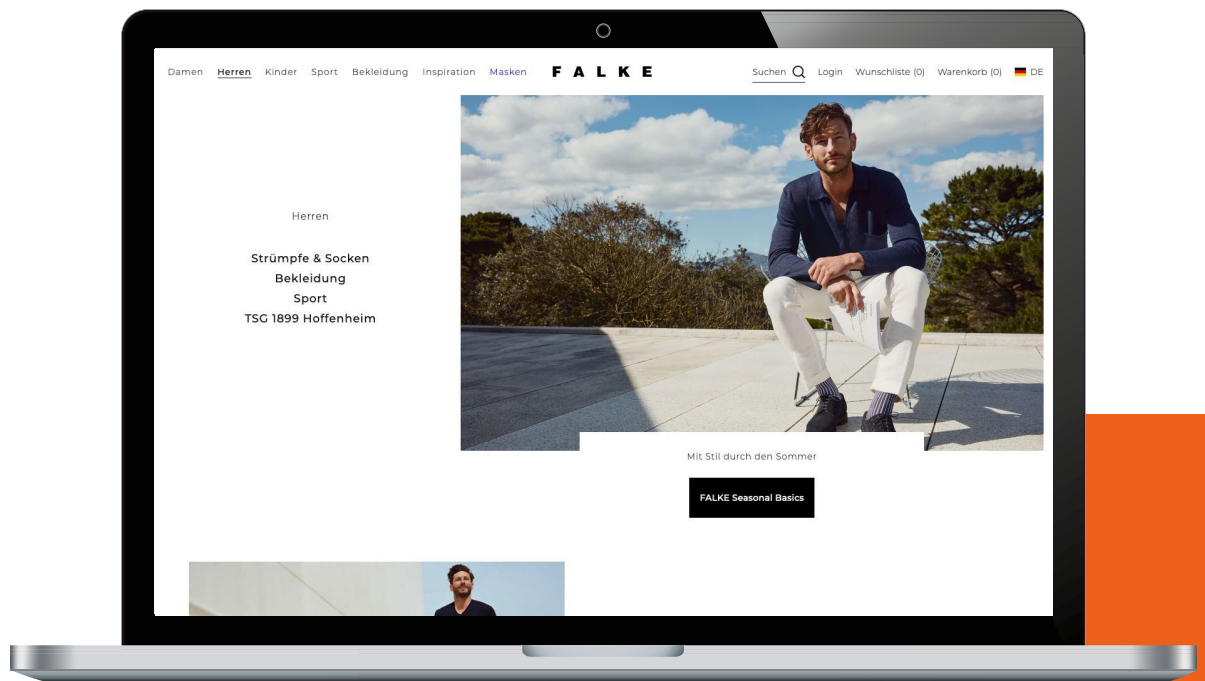 Damen Herren Kinder Sport Bekleidung Inspiration Masken FALKE Suchen Login Wunschliste (0) Warenkorb (0) DE
Herren
Strümpfe & Socken
Bekleidung
Sport
TSG 1899 Hoffenheim
Mit Stil durch den Sommer
FALKE Seasonal Basics